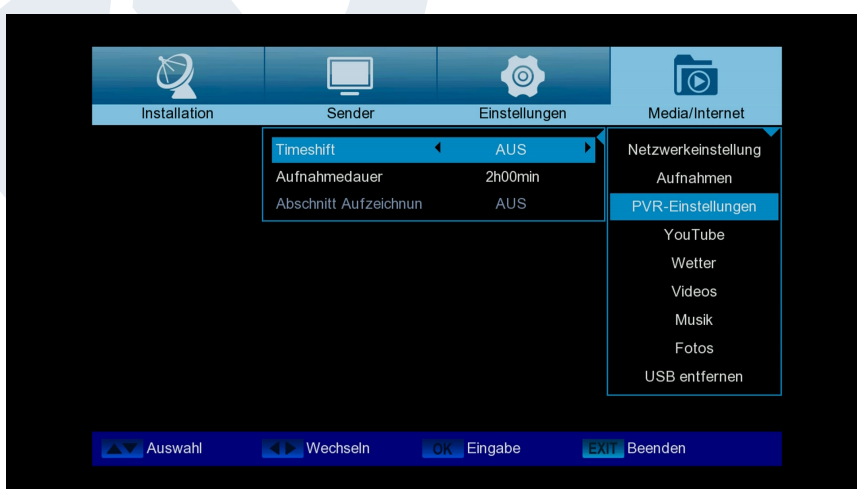 Installation
Sender
Einstellungen
Media/Internet
Timeshift AUS
Aufnahmedauer 2h00min
Abschnitt Aufzeichnun AUS
Netzwerkeinstellung
Aufnahmen
PVR-Einstellungen
YouTube
Wetter
Videos
Musik
Fotos
USB entfernen
Auswahl
Wechseln
OK Eingabe
EXIT Beenden